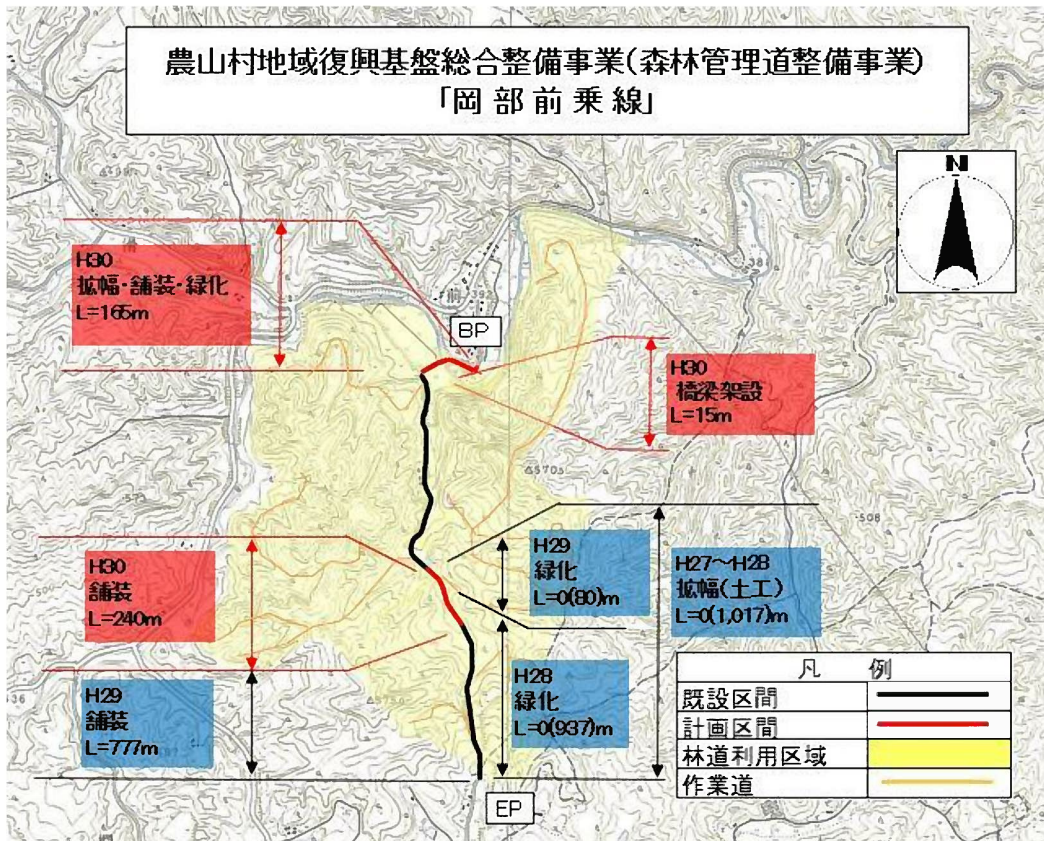 農山村地域復興基盤総合整備事業(森林管理道整備事業)
「岡部前乗線」
N
H30
拡幅・舗装・緑化
L=165m
BP
H30
橋梁架設
L=15m
H30
舗装
L=240m
H29
緑化
L=0(80)m
H27〜H28
拡幅(土工)
L=0(1,017)m
H29
舗装
L=777m
H28
緑化
L=0(937)m
EP
凡 例
既設区間
計画区間
林道利用区域
作業道
508